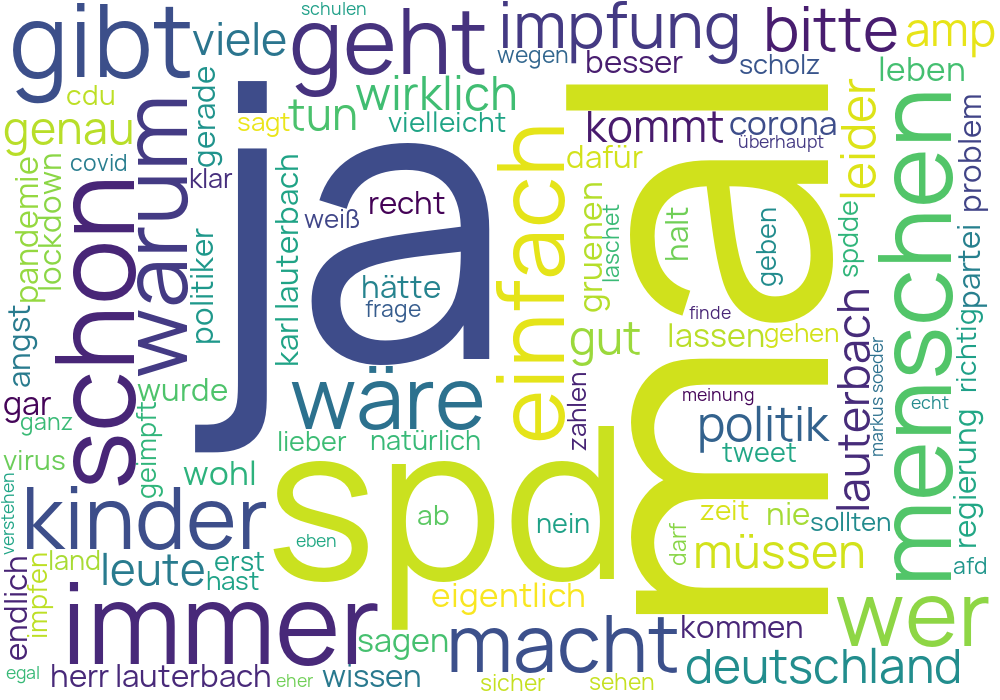 schulen
gibt
viele
geht
impfung
wegen
besser
bitte
scholz
amp
leben
cdu
genau
warum
gerade
sagt
tun
wirklich
vielleicht
kommt
corona
überhaupt
leider
menschen
problem
covid
klar
pandemie
lockdown
schon
ja
weiß
recht
karl lauterbach
einfach
dafür
mal
gruenen
laschet
halt
geben
spdde
politiker
hätte
frage
finde
lassen
gehen
gut
richtig
partei
angst
gar
ganz
wurde
wäre
zahlen
meinung
politik
tweet
lauterbach
markus soeder
echt
regierung
virus
geimpft
wohl
lieber
natürlich
spd
ab
nein
eben
zeit
nie
sollten
darf
müssen
afd
verstehen
kinder
land
leute
erst
hast
endlich
impfen
immer
eigentlich
wer
sagen
macht
kommen
deutschland
egal
herr lauterbach
eher
wissen
sicher
sehen